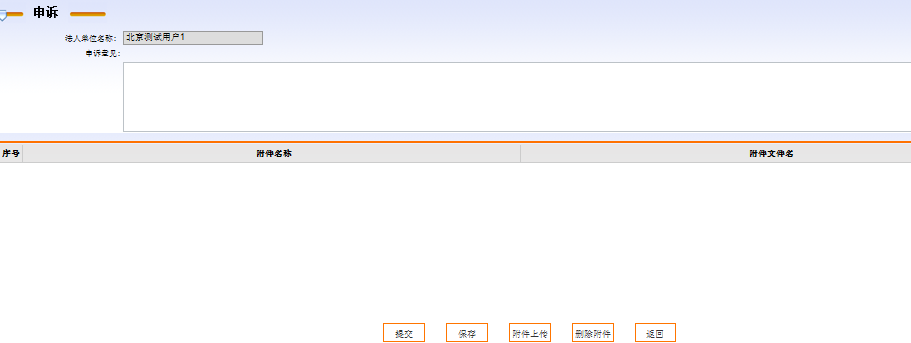 申诉
法人单位名称：
北京测试用户1
申诉意见：
序号
附件名称
附件文件名
提交
保存
附件上传
删除附件
返回